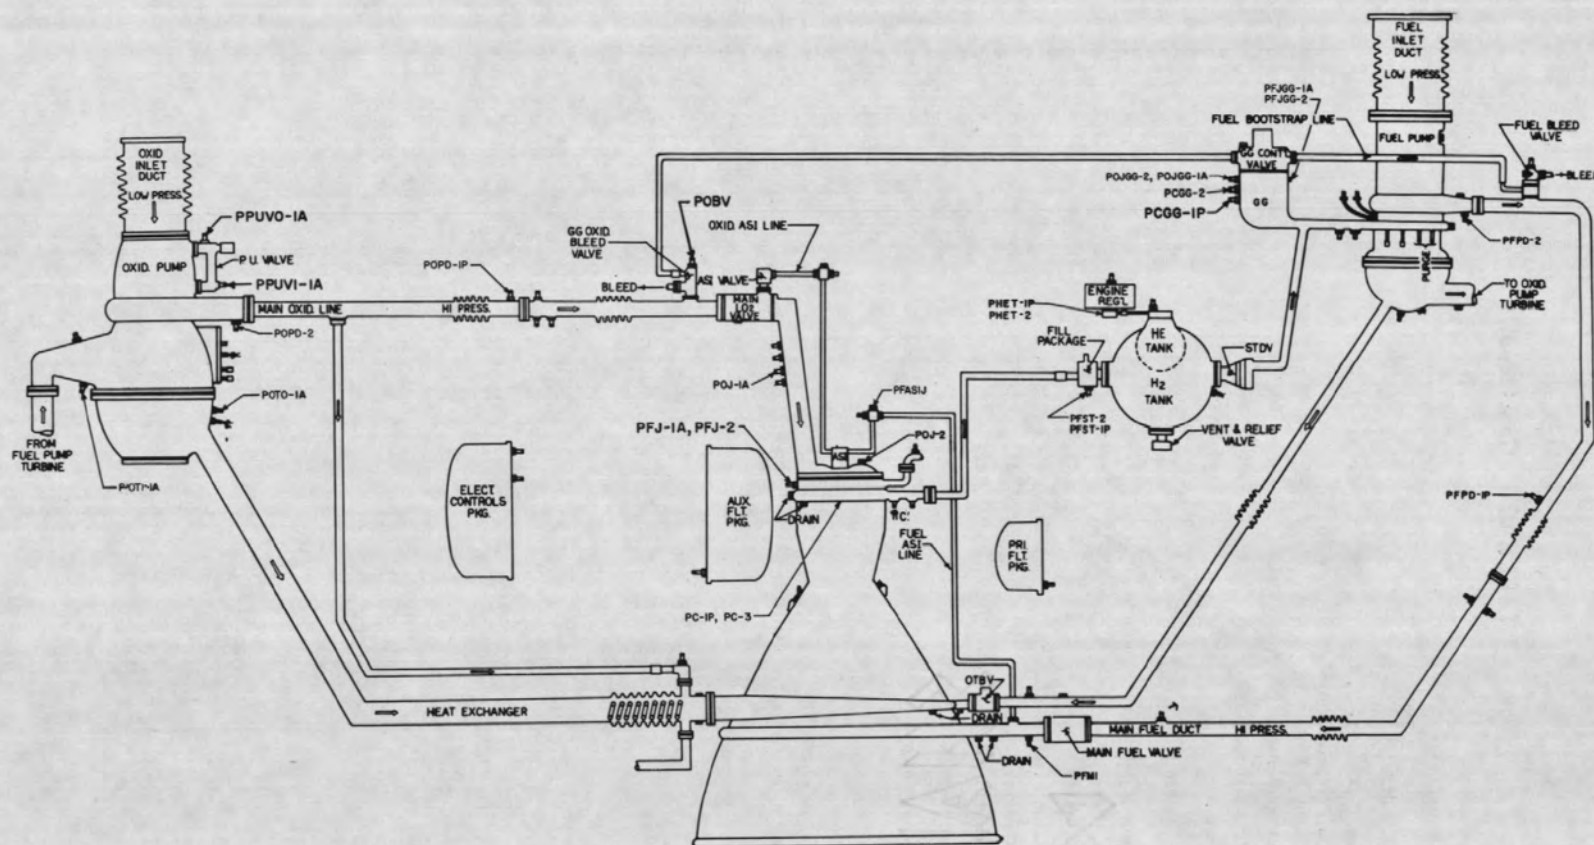 FUEL
INLET
DUCT
LOW PRESS.
PFJGG-1A
PFJGG-2
FUEL BOOTSTRAP LINE
FUEL PUMP
FUEL BLEED
VALVE
BLEED
OXID
INLET
DUCT
LOW PRESS.
GG CONTL
VALVE
POJGG-2, POJGG-1A
PCGG-2
PCGG-1P
GG
PPUVO-1A
P.U. VALVE
OXID. PUMP
PPUVI-1A
POBV
GG OXID.
BLEED
VALVE
OXID. ASI LINE
ASI VALVE
BLEED
POPD-1P
PFPD-2
PURGE
TO OXID.
PUMP
TURBINE
MAIN OXID. LINE
HI PRESS.
MAIN
LO2
VALVE
ENGINE
REG'L
PHET-1P
PHET-2
POPD-2
FILL
PACKAGE
HE
TANK
STDV
H2
TANK
POJ-1A
PFASIJ
PFST-2
PFST-1P
VENT & RELIEF
VALVE
POTO-1A
FROM
FUEL PUMP
TURBINE
POTI-1A
PFJ-1A, PFJ-2
ASI
POJ-2
ELECT.
CONTROLS
PKG.
AUX.
FLT.
PKG.
DRAIN
FUEL
ASI
LINE
PRI
FLT.
PKG.
PFPD-1P
PC-1P, PC-3
OTBV
HEAT EXCHANGER
DRAIN
MAIN FUEL DUCT
HI PRESS.
MAIN FUEL VALVE
DRAIN
PFMI